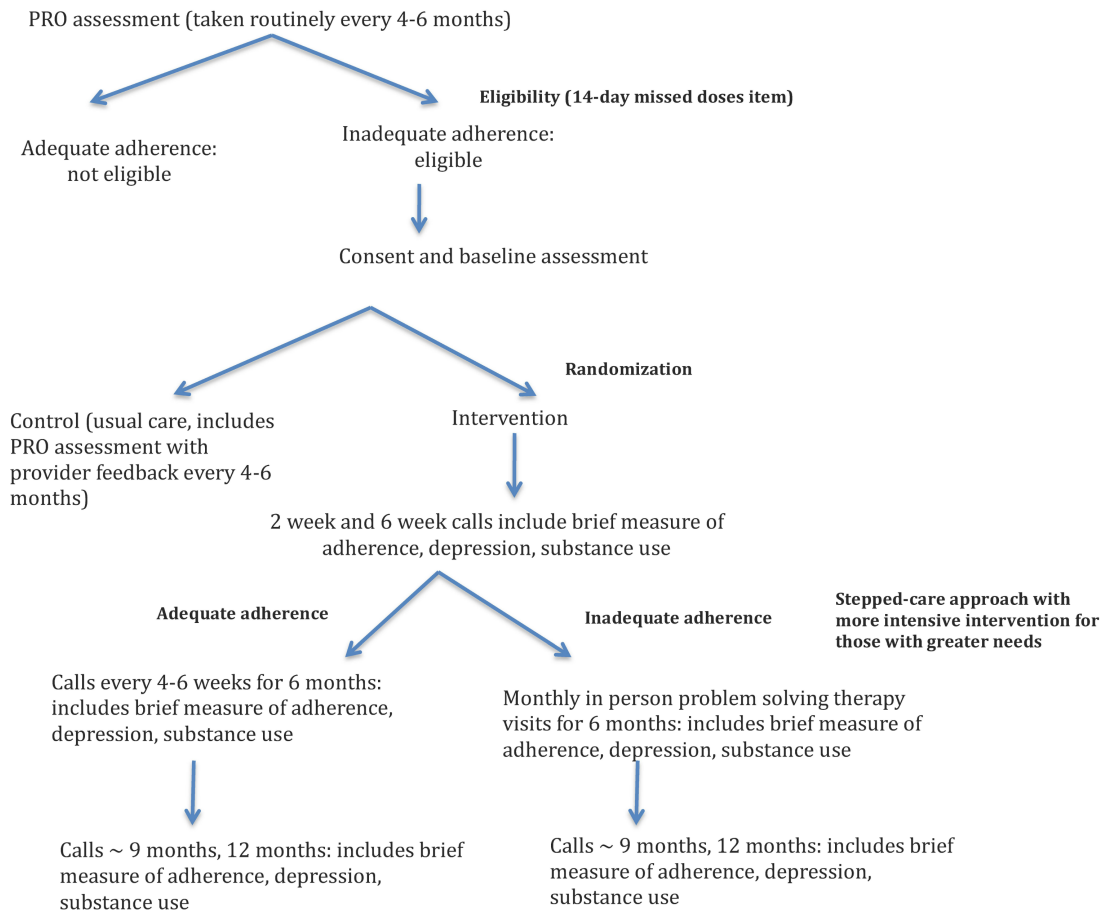 PRO assessment (taken routinely every 4-6 months)
Eligibility (14-day missed doses item)
Adequate adherence:
not eligible
Inadequate adherence:
eligible
Consent and baseline assessment
Randomization
Control (usual care, includes
PRO assessment with
provider feedback every 4-6
months)
Intervention
2 week and 6 week calls include brief measure of
adherence, depression, substance use
Adequate adherence
Inadequate adherence
Stepped-care approach with
more intensive intervention for
those with greater needs
Calls every 4-6 weeks for 6 months:
includes brief measure of adherence,
depression, substance use
Monthly in person problem solving therapy
visits for 6 months: includes brief measure of
adherence, depression, substance use
Calls ~ 9 months, 12 months: includes brief
measure of adherence, depression,
substance use
Calls ~ 9 months, 12 months: includes brief
measure of adherence, depression,
substance use